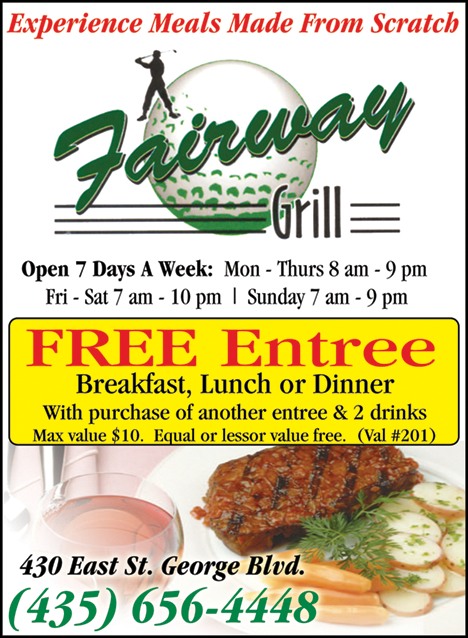 Experience Meals Made From Scratch
Fairway
Grill
Open 7 Days A Week: Mon - Thurs 8 am - 9 pm
Fri - Sat 7 am - 10 pm | Sunday 7 am - 9 pm
FREE Entree
Breakfast, Lunch or Dinner
With purchase of another entree & 2 drinks
Max value $10. Equal or lessor value free. (Val #201)
430 East St. George Blvd.
(435) 656-4448